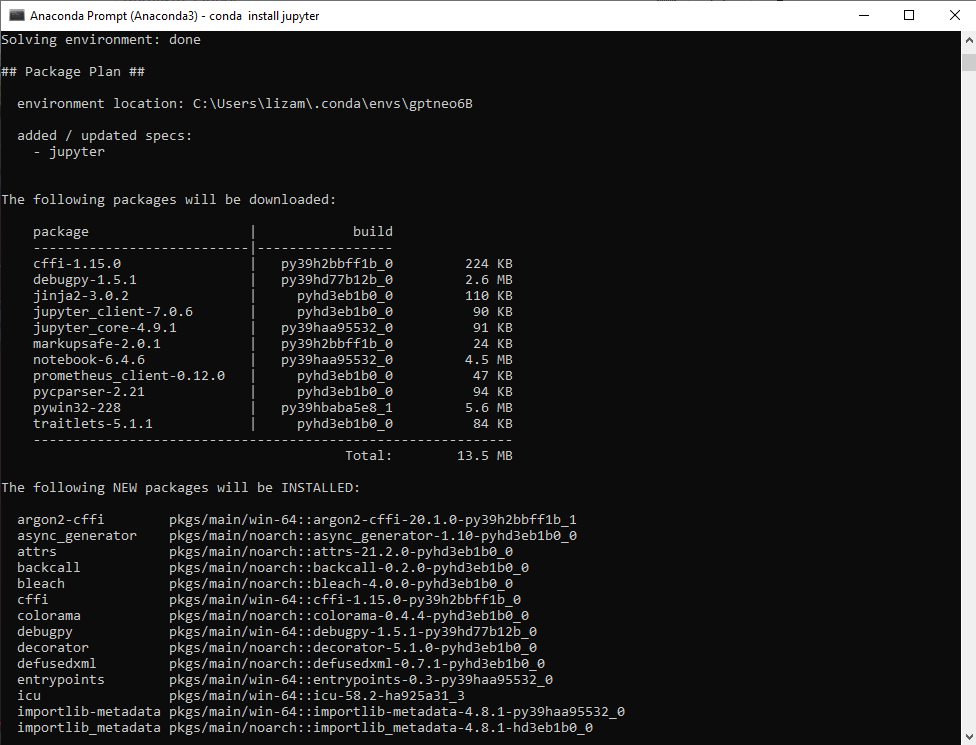 Anaconda Prompt (Anaconda3) - conda  install jupyter
Solving environment: done
## Package Plan ##
environment location: C:\Users\lizam\.conda\envs\gptneo6B
added / updated specs:
- jupyter
The following packages will be downloaded:
package                    |            build
---------------------------|-----------------
cffi-1.15.0                |   py39h2bbff1b_0         224 KB
debugpy-1.5.1              |   py39hd77b12b_0         2.6 MB
jinja2-3.0.2               |     pyhd3eb1b0_0         110 KB
jupyter_client-7.0.6       |     pyhd3eb1b0_0          90 KB
jupyter_core-4.9.1         |   py39haa95532_0          91 KB
markupsafe-2.0.1           |   py39h2bbff1b_0          24 KB
notebook-6.4.6             |   py39haa95532_0         4.5 MB
prometheus_client-0.12.0   |     pyhd3eb1b0_0          47 KB
pycparser-2.21             |     pyhd3eb1b0_0          94 KB
pywin32-228                |   py39hbaba5e8_1         5.6 MB
traitlets-5.1.1            |     pyhd3eb1b0_0          84 KB
------------------------------------------------------------
Total:        13.5 MB
The following NEW packages will be INSTALLED:
argon2-cffi        pkgs/main/win-64::argon2-cffi-20.1.0-py39h2bbff1b_1
async_generator    pkgs/main/noarch::async_generator-1.10-pyhd3eb1b0_0
attrs              pkgs/main/noarch::attrs-21.2.0-pyhd3eb1b0_0
backcall           pkgs/main/noarch::backcall-0.2.0-pyhd3eb1b0_0
bleach             pkgs/main/noarch::bleach-4.0.0-pyhd3eb1b0_0
cffi               pkgs/main/win-64::cffi-1.15.0-py39h2bbff1b_0
colorama           pkgs/main/noarch::colorama-0.4.4-pyhd3eb1b0_0
debugpy            pkgs/main/win-64::debugpy-1.5.1-py39hd77b12b_0
decorator          pkgs/main/noarch::decorator-5.1.0-pyhd3eb1b0_0
defusedxml         pkgs/main/noarch::defusedxml-0.7.1-pyhd3eb1b0_0
entrypoints        pkgs/main/win-64::entrypoints-0.3-py39haa95532_0
icu                pkgs/main/win-64::icu-58.2-ha925a31_3
importlib-metadata pkgs/main/win-64::importlib-metadata-4.8.1-py39haa95532_0
importlib_metadata pkgs/main/noarch::importlib_metadata-4.8.1-hd3eb1b0_0